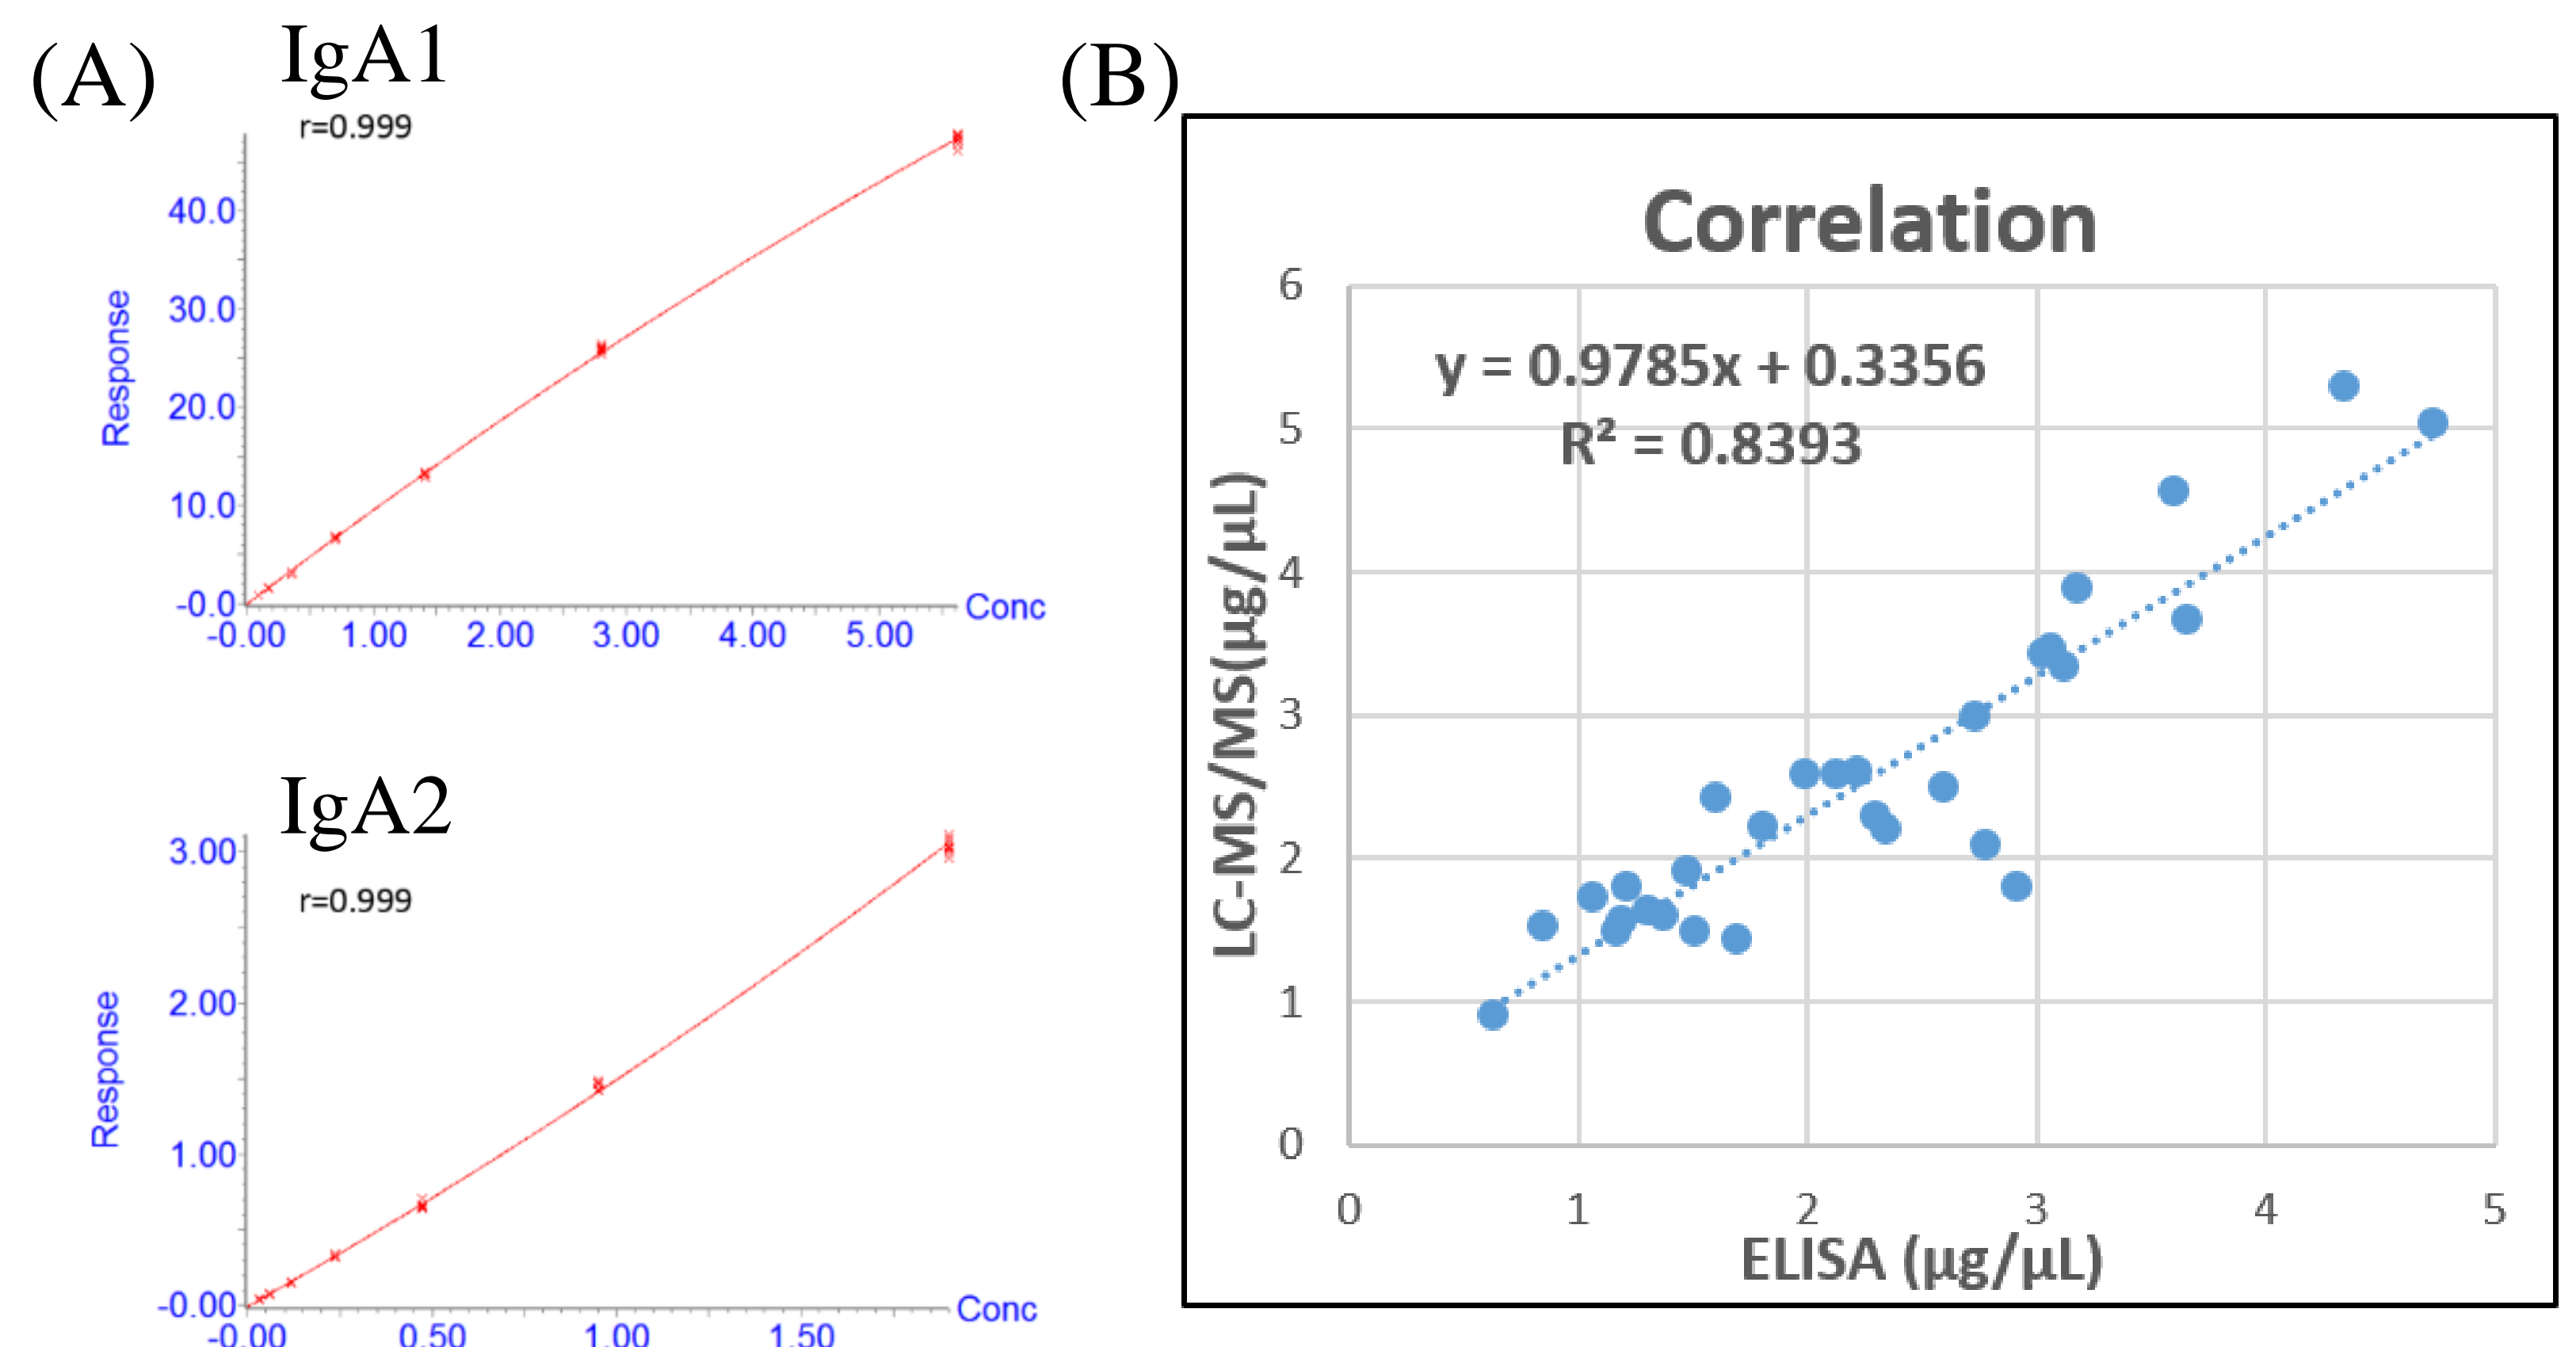 (A)
IgA1
r=0.999
Response
40.0
30.0
20.0
10.0
-0.0
-0.00 1.00 2.00 3.00 4.00 5.00
Conc
IgA2
r=0.999
Response
3.00
2.00
1.00
-0.00
-0.00 0.50 1.00 1.50
Conc
(B)
Correlation
y = 0.9785x + 0.3356
R² = 0.8393
LC-MS/MS(µg/µL)
6
5
4
3
2
1
0
0 1 2 3 4 5
ELISA (µg/µL)